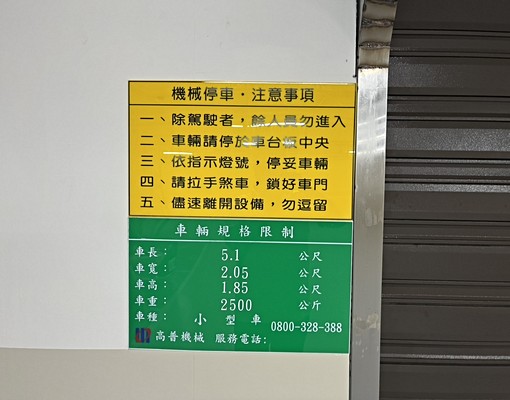 機械停車・注意事項
一、除駕駛者，餘人員勿進入
二、車輛請停於車台板中央
三、依指示燈號，停妥車輛
四、請拉手煞車，鎖好車門
五、儘速離開設備，勿逗留
車輛規格限制
車長： 5.1 公尺
車寬： 2.05 公尺
車高： 1.85 公尺
車重： 2500 公斤
車種： 小型車
高普機械 服務電話: 0800-328-388